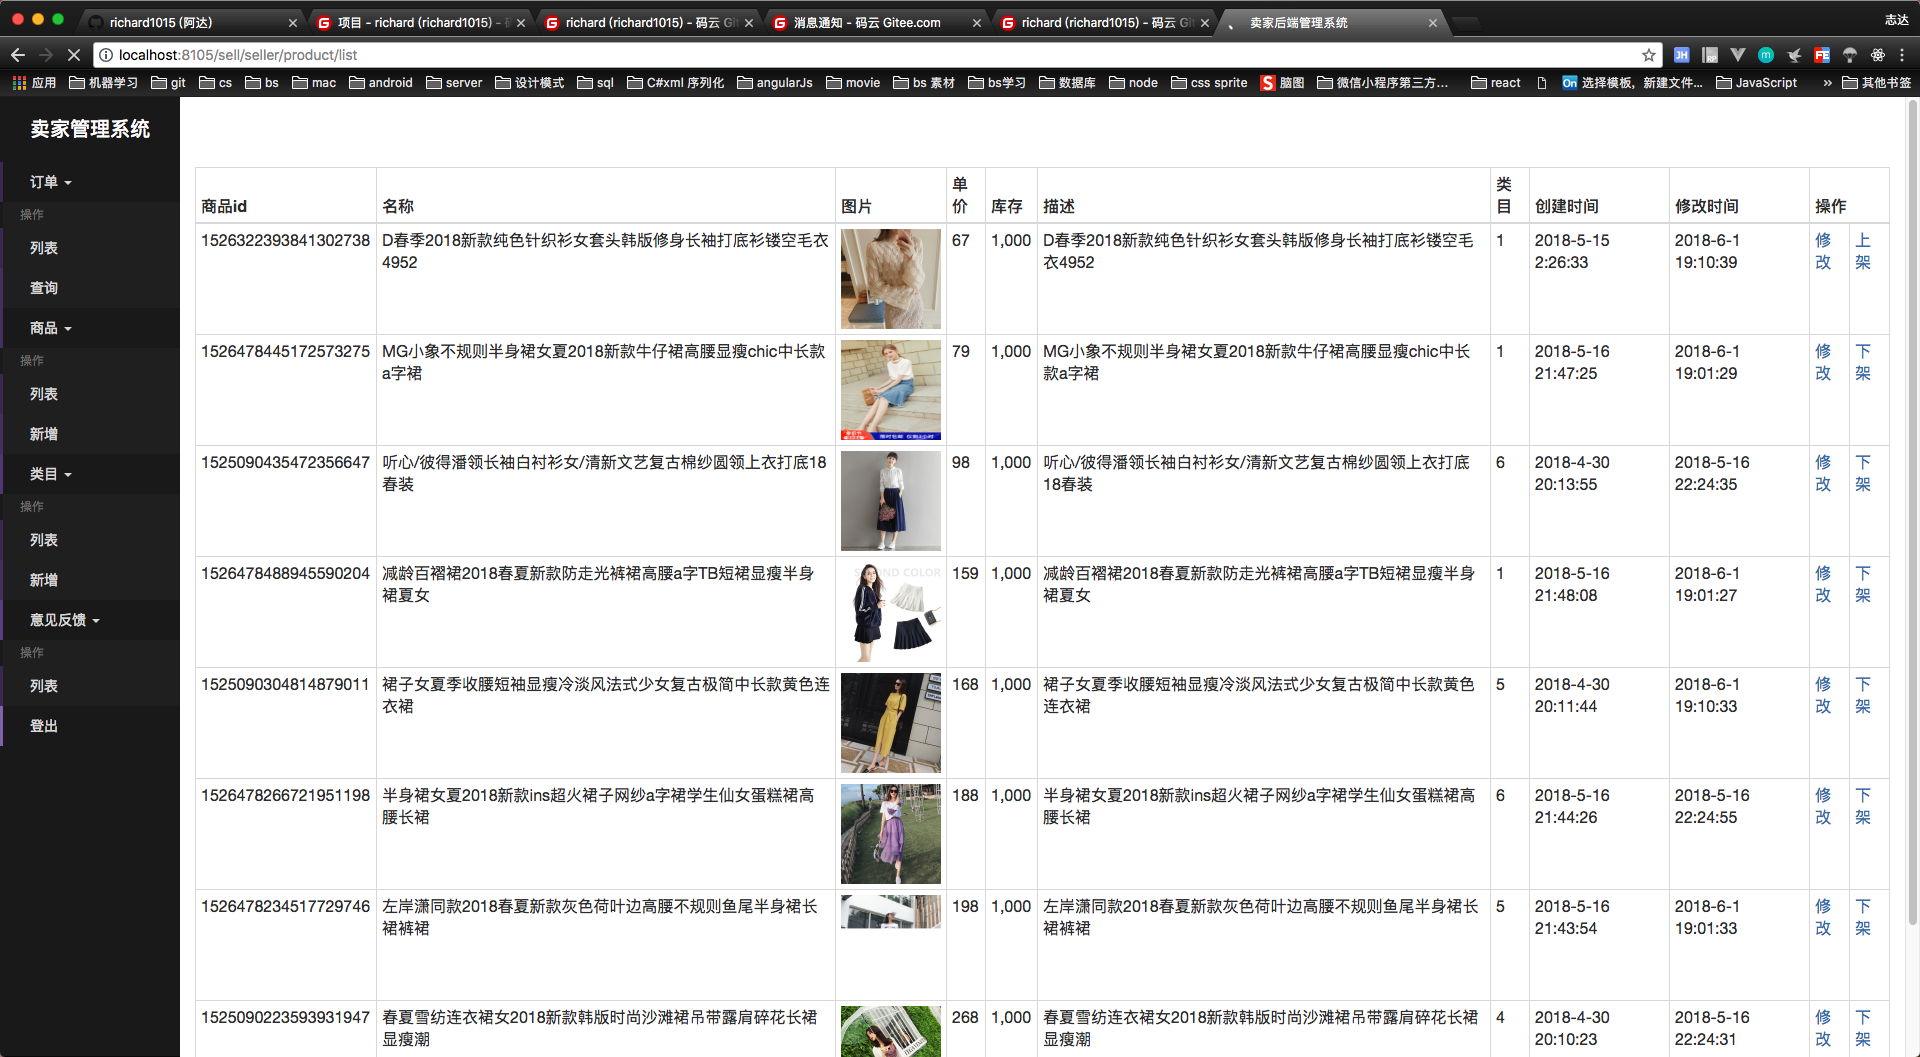 richard1015 (阿达)
项目 - richard (richard1015) -
richard (richard1015) - 码云 Git
消息通知 - 码云 Gitee.com
richard (richard1015) - 码云 Git
卖家后端管理系统
志达
localhost:8105/sell/seller/product/list
应用 机器学习 git cs bs mac android server 设计模式 sql C#xml 序列化 angularJs movie bs 素材 bs学习 数据库 node css sprite 脑图 微信小程序第三方... react 选择模板，新建文件... JavaScript » 其他书签
卖家管理系统
订单
操作
列表
查询
商品
操作
列表
新增
类目
操作
列表
新增
意见反馈
操作
列表
登出
商品id 名称 图片 单价 库存 描述 类目 创建时间 修改时间 操作
1526322393841302738 D春季2018新款纯色针织衫女套头韩版修身长袖打底衫镂空毛衣4952 67 1,000 D春季2018新款纯色针织衫女套头韩版修身长袖打底衫镂空毛衣4952 1 2018-5-15 2:26:33 2018-6-1 19:10:39 修改 上架
1526478445172573275 MG小象不规则半身裙女夏2018新款牛仔裙高腰显瘦chic中长款a字裙 79 1,000 MG小象不规则半身裙女夏2018新款牛仔裙高腰显瘦chic中长款a字裙 1 2018-5-16 21:47:25 2018-6-1 19:01:29 修改 下架
1525090435472356647 听心/彼得潘领长袖白衬衫女/清新文艺复古棉纱圆领上衣打底18春装 98 1,000 听心/彼得潘领长袖白衬衫女/清新文艺复古棉纱圆领上衣打底18春装 6 2018-4-30 20:13:55 2018-5-16 22:24:35 修改 下架
1526478488945590204 减龄百褶裙2018春夏新款防走光裤裙高腰a字TB短裙显瘦半身裙夏女 159 1,000 减龄百褶裙2018春夏新款防走光裤裙高腰a字TB短裙显瘦半身裙夏女 1 2018-5-16 21:48:08 2018-6-1 19:01:27 修改 下架
1525090304814879011 裙子女夏季收腰短袖显瘦冷淡风法式少女复古极简中长款黄色连衣裙 168 1,000 裙子女夏季收腰短袖显瘦冷淡风法式少女复古极简中长款黄色连衣裙 5 2018-4-30 20:11:44 2018-6-1 19:10:33 修改 下架
1526478266721951198 半身裙女夏2018新款ins超火裙子网纱a字裙学生仙女蛋糕裙高腰长裙 188 1,000 半身裙女夏2018新款ins超火裙子网纱a字裙学生仙女蛋糕裙高腰长裙 6 2018-5-16 21:44:26 2018-5-16 22:24:55 修改 下架
1526478234517729746 左岸潇同款2018春夏新款灰色荷叶边高腰不规则鱼尾半身裙长裙裤裙 198 1,000 左岸潇同款2018春夏新款灰色荷叶边高腰不规则鱼尾半身裙长裙裤裙 5 2018-5-16 21:43:54 2018-6-1 19:01:33 修改 下架
1525090223593931947 春夏雪纺连衣裙女2018新款韩版时尚沙滩裙吊带露肩碎花长裙显瘦潮 268 1,000 春夏雪纺连衣裙女2018新款韩版时尚沙滩裙吊带露肩碎花长裙显瘦潮 4 2018-4-30 20:10:23 2018-5-16 22:24:31 修改 下架